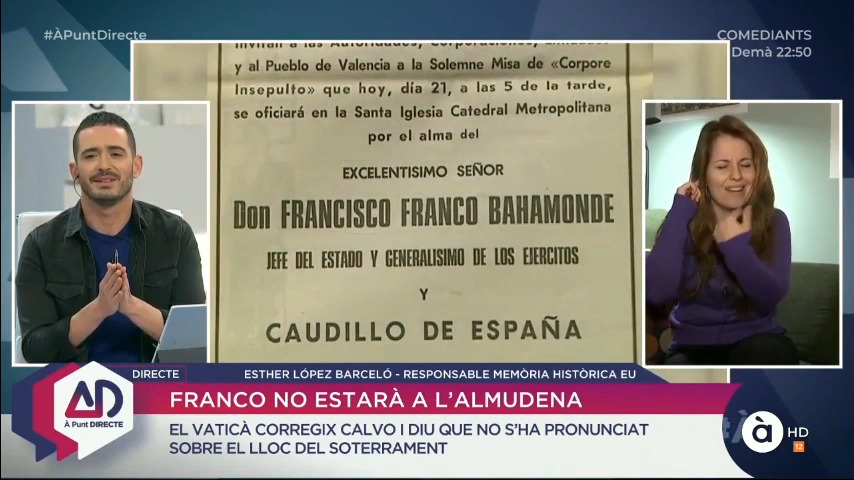 #ÀPuntDirecte
COMEDIANTS
Demà 22:50
y al Pueblo de Valencia a la Solemne Misa de «Corpore
Insepulto» que hoy, día 21, a las 5 de la tarde,
se oficiará en la Santa Iglesia Catedral Metropolitana
por el alma del
EXCELENTISIMO SEÑOR
Don FRANCISCO FRANCO BAHAMONDE
JEFE DEL ESTADO Y GENERALISIMO DE LOS EJERCITOS
Y
CAUDILLO DE ESPAÑA
DIRECTE
ESTHER LÓPEZ BARCELÓ - RESPONSABLE MEMÒRIA HISTÒRICA EU
AD
À Punt DIRECTE
FRANCO NO ESTARÀ A L'ALMUDENA
EL VATICÀ CORREGIX CALVO I DIU QUE NO S'HA PRONUNCIAT
SOBRE EL LLOC DEL SOTERRAMENT
à HD
12